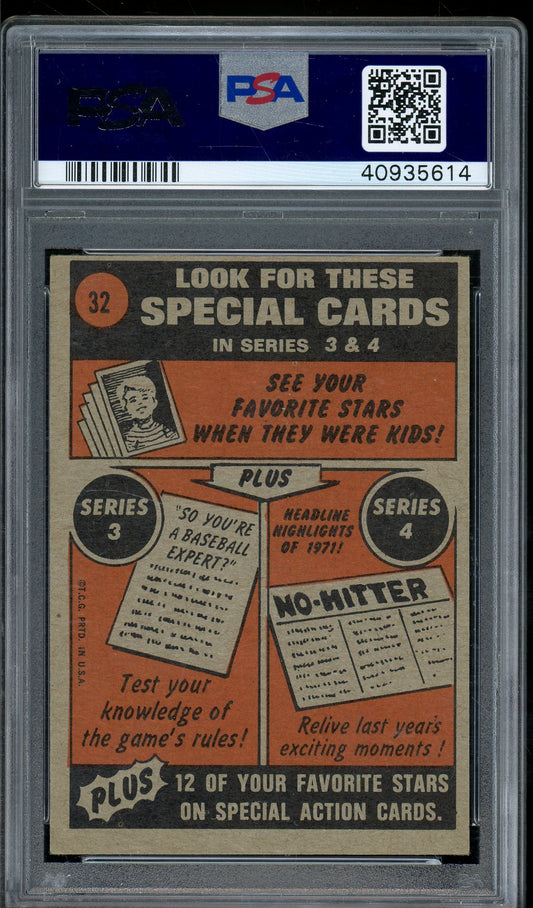 PSA
PSA
40935614
32
LOOK FOR THESE
SPECIAL CARDS
IN SERIES 3 & 4
SEE YOUR
FAVORITE STARS
WHEN THEY WERE KIDS!
PLUS
SERIES
3
"SO YOU'RE
A BASEBALL
EXPERT?"
HEADLINE
HIGHLIGHTS
OF 1971!
SERIES
4
NO-HITTER
©T.C.G. PRTD. IN U.S.A.
Test your
knowledge of
the game's rules!
Relive last year's
exciting moments!
PLUS
12 OF YOUR FAVORITE STARS
ON SPECIAL ACTION CARDS.